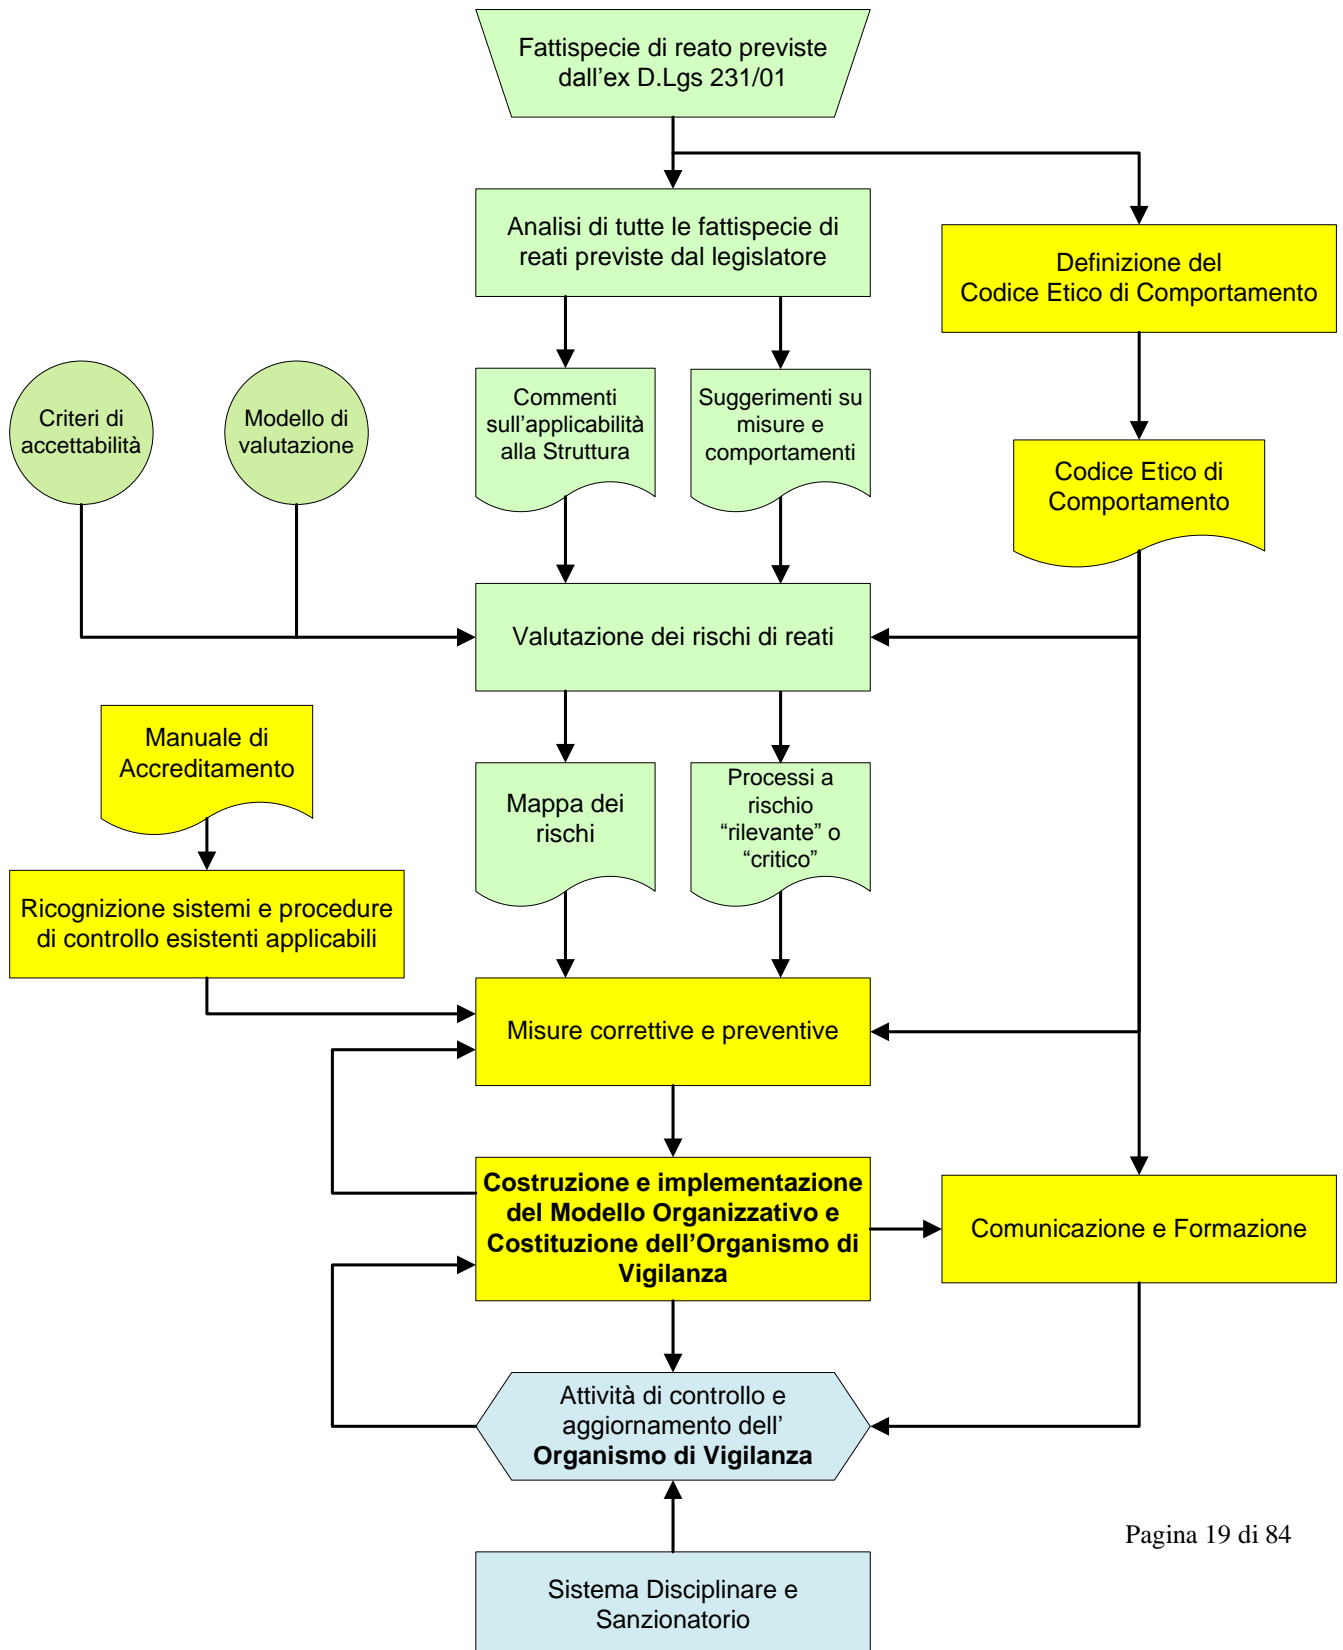 Fattispecie di reato previste
dall'ex D.Lgs 231/01
Analisi di tutte le fattispecie di
reati previste dal legislatore
Definizione del
Codice Etico di Comportamento
Criteri di
accettabilità
Modello di
valutazione
Commenti
sull'applicabilità
alla Struttura
Suggerimenti su
misure e
comportamenti
Codice Etico di
Comportamento
Valutazione dei rischi di reati
Manuale di
Accreditamento
Mappa dei
rischi
Processi a
rischio
“rilevante” o
“critico”
Ricognizione sistemi e procedure
di controllo esistenti applicabili
Misure correttive e preventive
Costruzione e implementazione
del Modello Organizzativo e
Costituzione dell'Organismo di
Vigilanza
Comunicazione e Formazione
Attività di controllo e
aggiornamento dell'
Organismo di Vigilanza
Pagina 19 di 84
Sistema Disciplinare e
Sanzionatorio